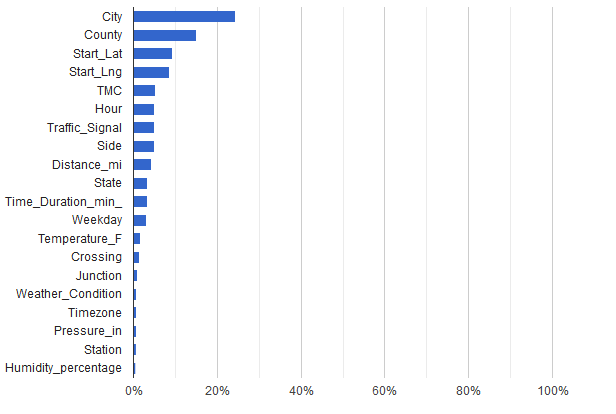 City
County
Start_Lat
Start_Lng
TMC
Hour
Traffic_Signal
Side
Distance_mi
State
Time_Duration_min_
Weekday
Temperature_F
Crossing
Junction
Weather_Condition
Timezone
Pressure_in
Station
Humidity_percentage
0% 20% 40% 60% 80% 100%